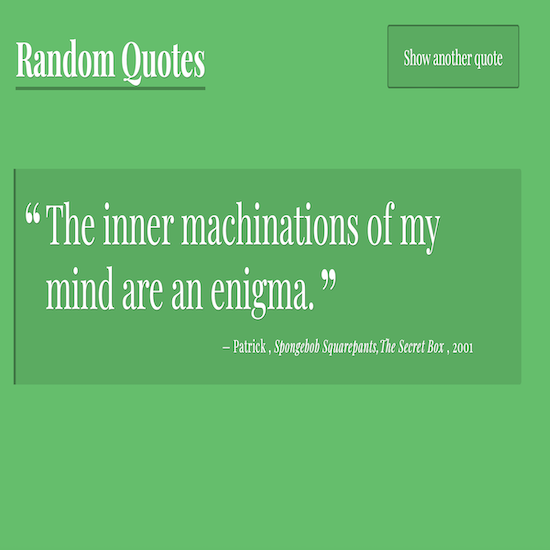 Random Quotes
Show another quote
“ The inner machinations of my
mind are an enigma. ”
– Patrick , Spongebob Squarepants, The Secret Box , 2001